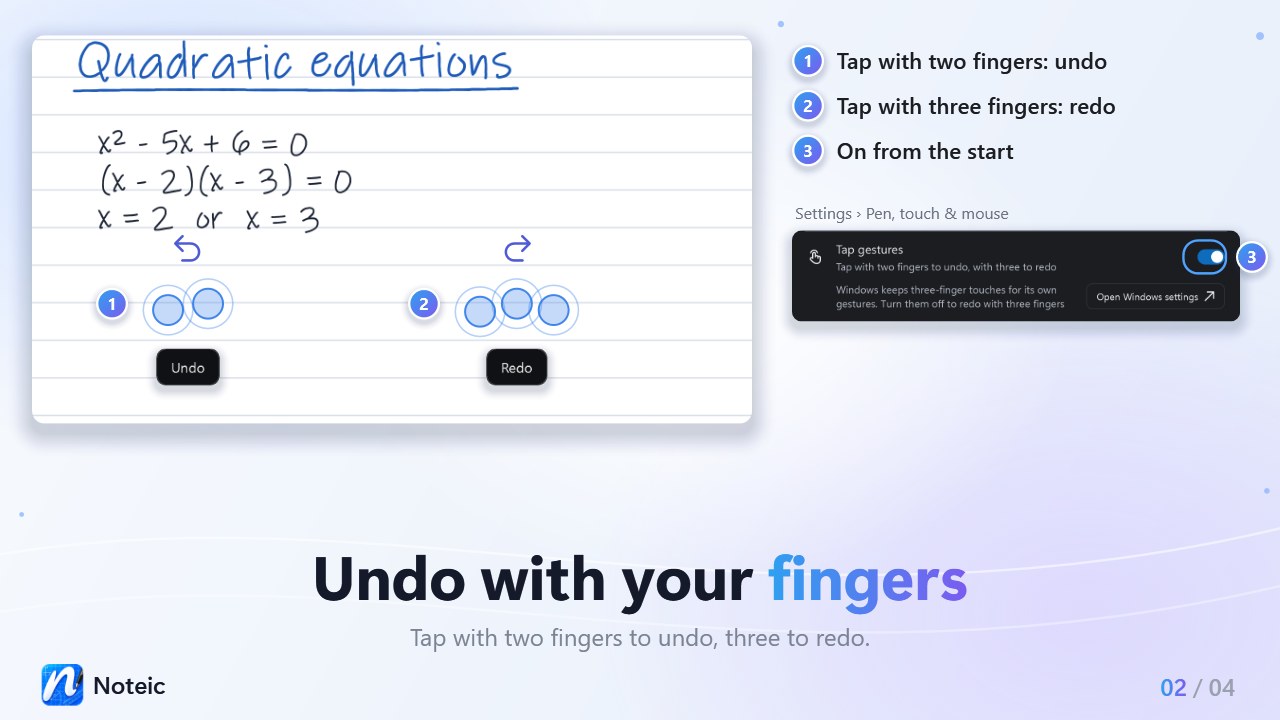 Quadratic equations
x² - 5x + 6 = 0
(x - 2)(x - 3) = 0
x = 2 or x = 3
1
2
Undo
Redo
1 Tap with two fingers: undo
2 Tap with three fingers: redo
3 On from the start
Settings › Pen, touch & mouse
Tap gestures
Tap with two fingers to undo, with three to redo
3
Windows keeps three-finger touches for its own
gestures. Turn them off to redo with three fingers
Open Windows settings
Undo with your fingers
Tap with two fingers to undo, three to redo.
n
Noteic
02 / 04